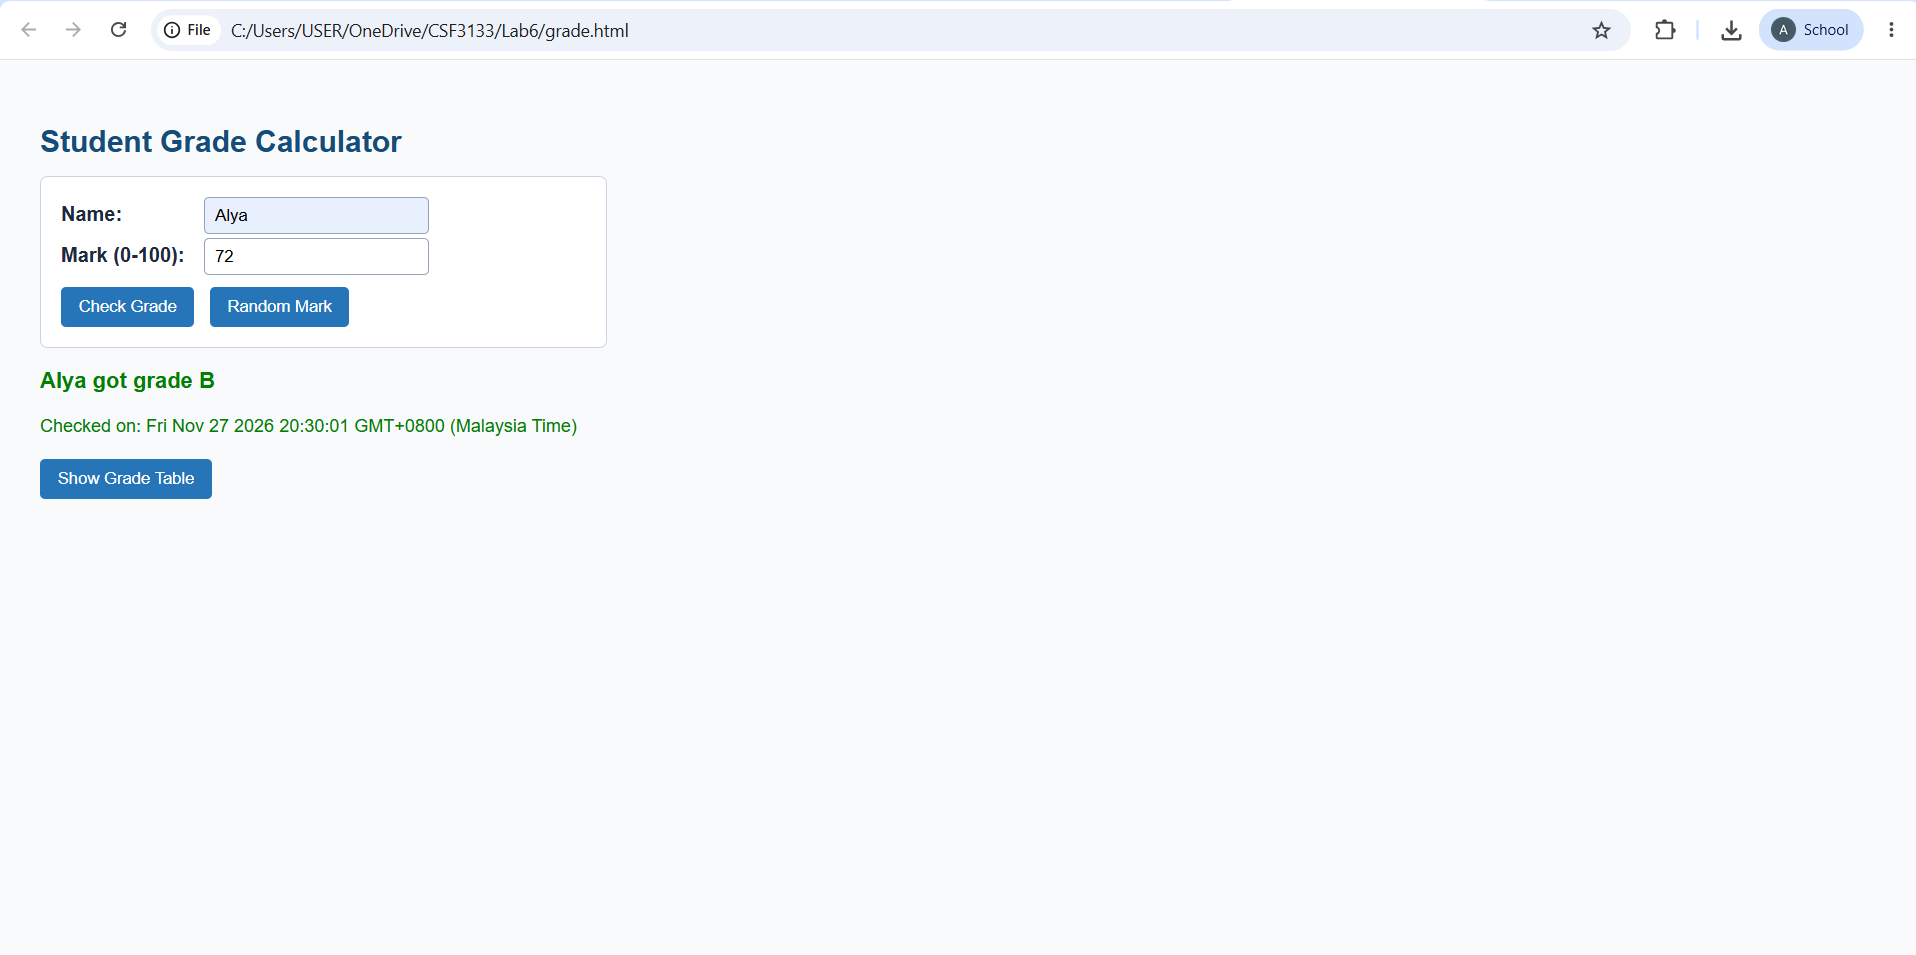 File C:/Users/USER/OneDrive/CSF3133/Lab6/grade.html A School
Student Grade Calculator
Name: Alya
Mark (0-100): 72
Check Grade Random Mark
Alya got grade B
Checked on: Fri Nov 27 2026 20:30:01 GMT+0800 (Malaysia Time)
Show Grade Table